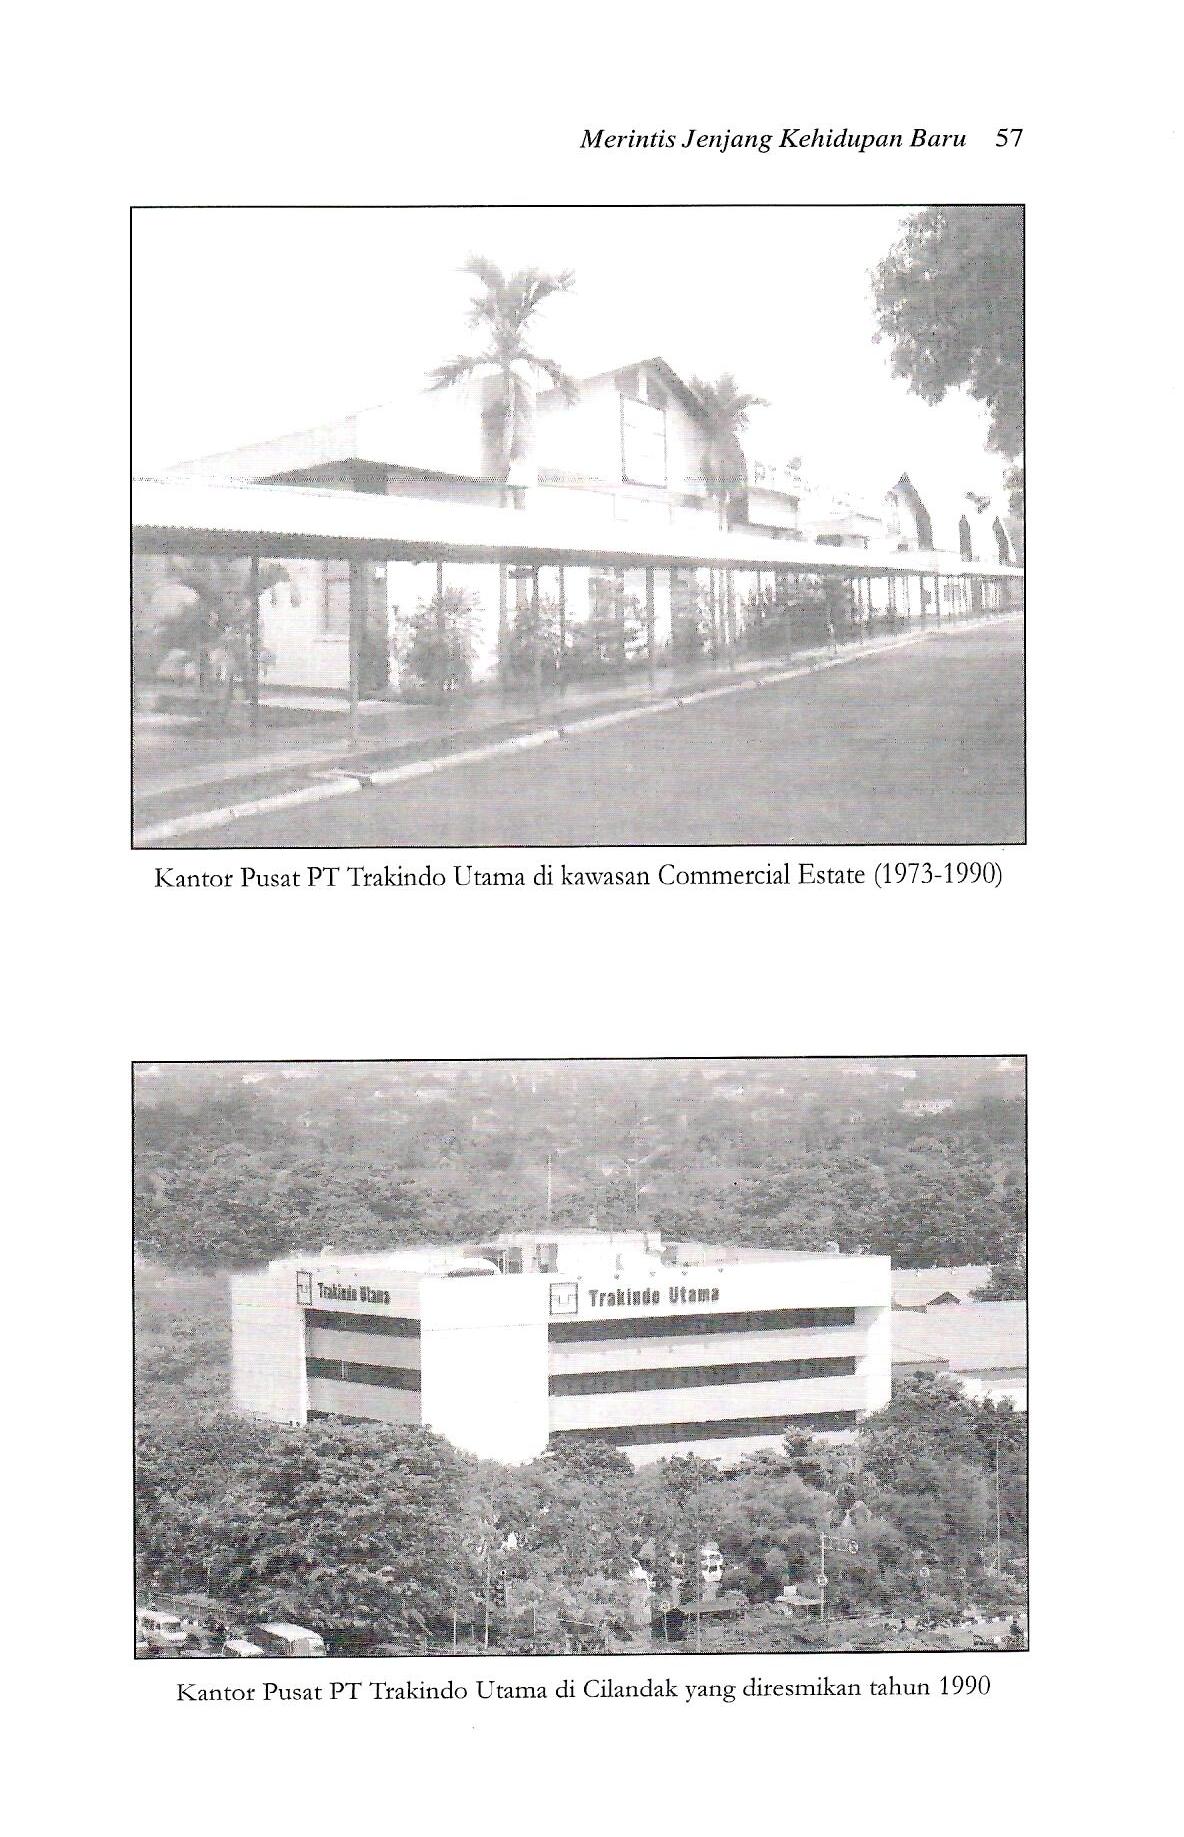 Merintis Jenjang Kehidupan Baru 57
Kantor Pusat PT Trakindo Utama di kawasan Commercial Estate (1973-1990)
Trakindo Utama
Trakindo Utama
Kantor Pusat PT Trakindo Utama di Cilandak yang diresmikan tahun 1990